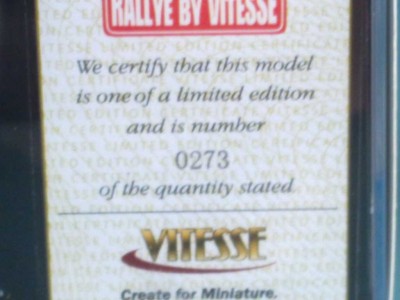 RALLYE BY VITESSE
We certify that this model
is one of a limited edition
and is number
0273
of the quantity stated
VITESSE
Create for Miniature.